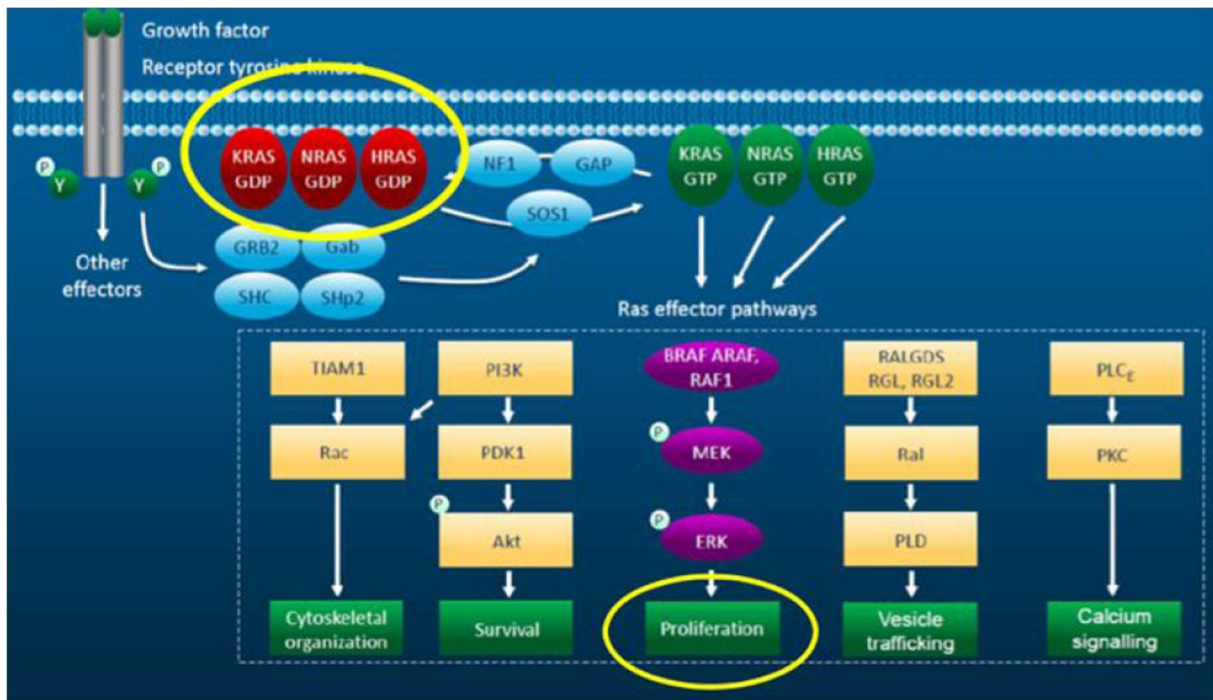 Growth factor
Receptor tyrosine kinase
P
Y
P
Y
KRAS
GDP
NRAS
GDP
HRAS
GDP
NF1
GAP
SOS1
KRAS
GTP
NRAS
GTP
HRAS
GTP
GRB2
Gab
SHC
SHp2
Other
effectors
Ras effector pathways
TIAM1
PI3K
BRAF ARAF,
RAF1
RALGDS
RGL, RGL2
PLCε
Rac
PDK1
P
MEK
Ral
PKC
P
Akt
P
ERK
PLD
Cytoskeletal
organization
Survival
Proliferation
Vesicle
trafficking
Calcium
signalling